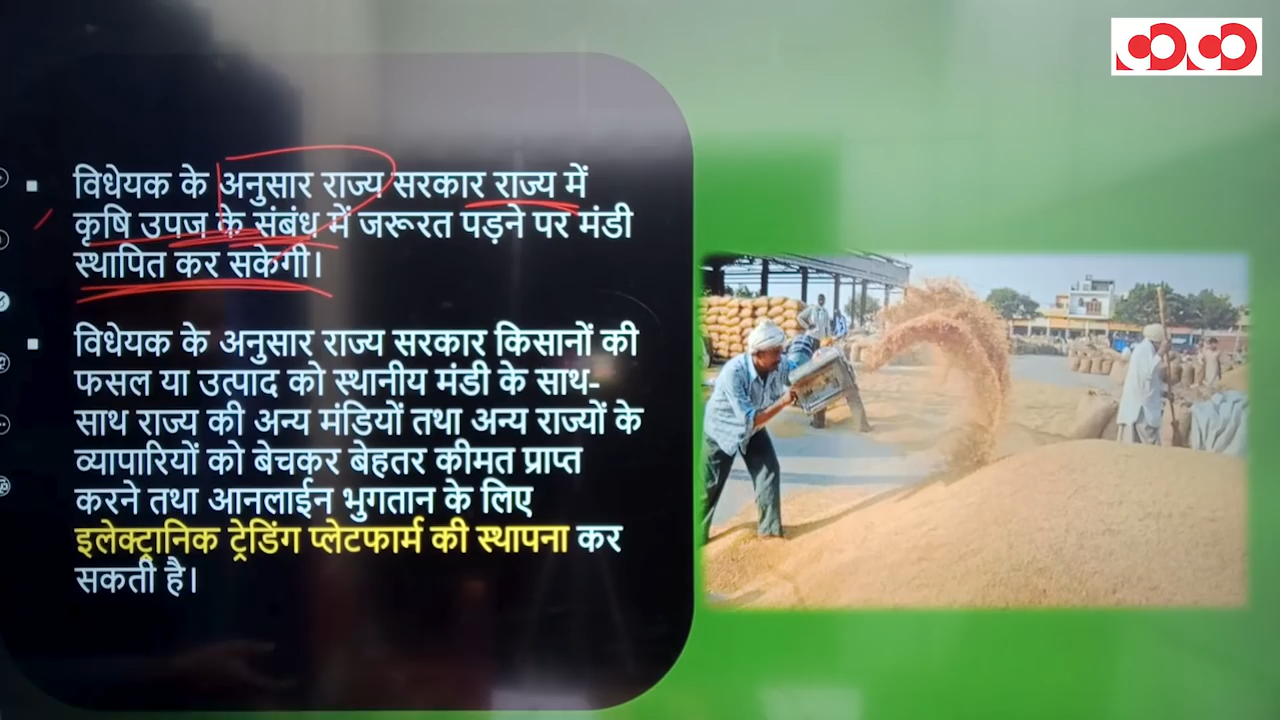 विधेयक के अनुसार राज्य सरकार राज्य में
कृषि उपज के संबंध में जरूरत पड़ने पर मंडी
स्थापित कर सकेगी।
विधेयक के अनुसार राज्य सरकार किसानों की
फसल या उत्पाद को स्थानीय मंडी के साथ-
साथ राज्य की अन्य मंडियों तथा अन्य राज्यों के
व्यापारियों को बेचकर बेहतर कीमत प्राप्त
करने तथा आनलाईन भुगतान के लिए
इलेक्ट्रानिक ट्रेडिंग प्लेटफार्म की स्थापना कर
सकती है।